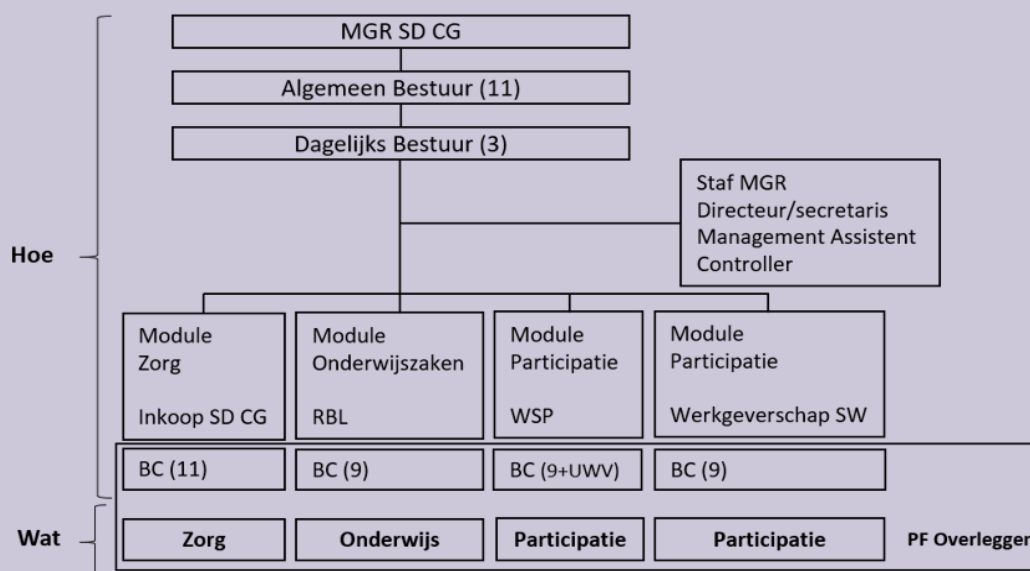 MGR SD CG
Algemeen Bestuur (11)
Dagelijks Bestuur (3)
Staf MGR
Directeur/secretaris
Management Assistent
Controller
Hoe
Module
Zorg
Inkoop SD CG
Module
Onderwijszaken
RBL
Module
Participatie
WSP
Module
Participatie
Werkgeverschap SW
BC (11)
BC (9)
BC (9+UWV)
BC (9)
Wat
Zorg
Onderwijs
Participatie
Participatie
PF Overleggen